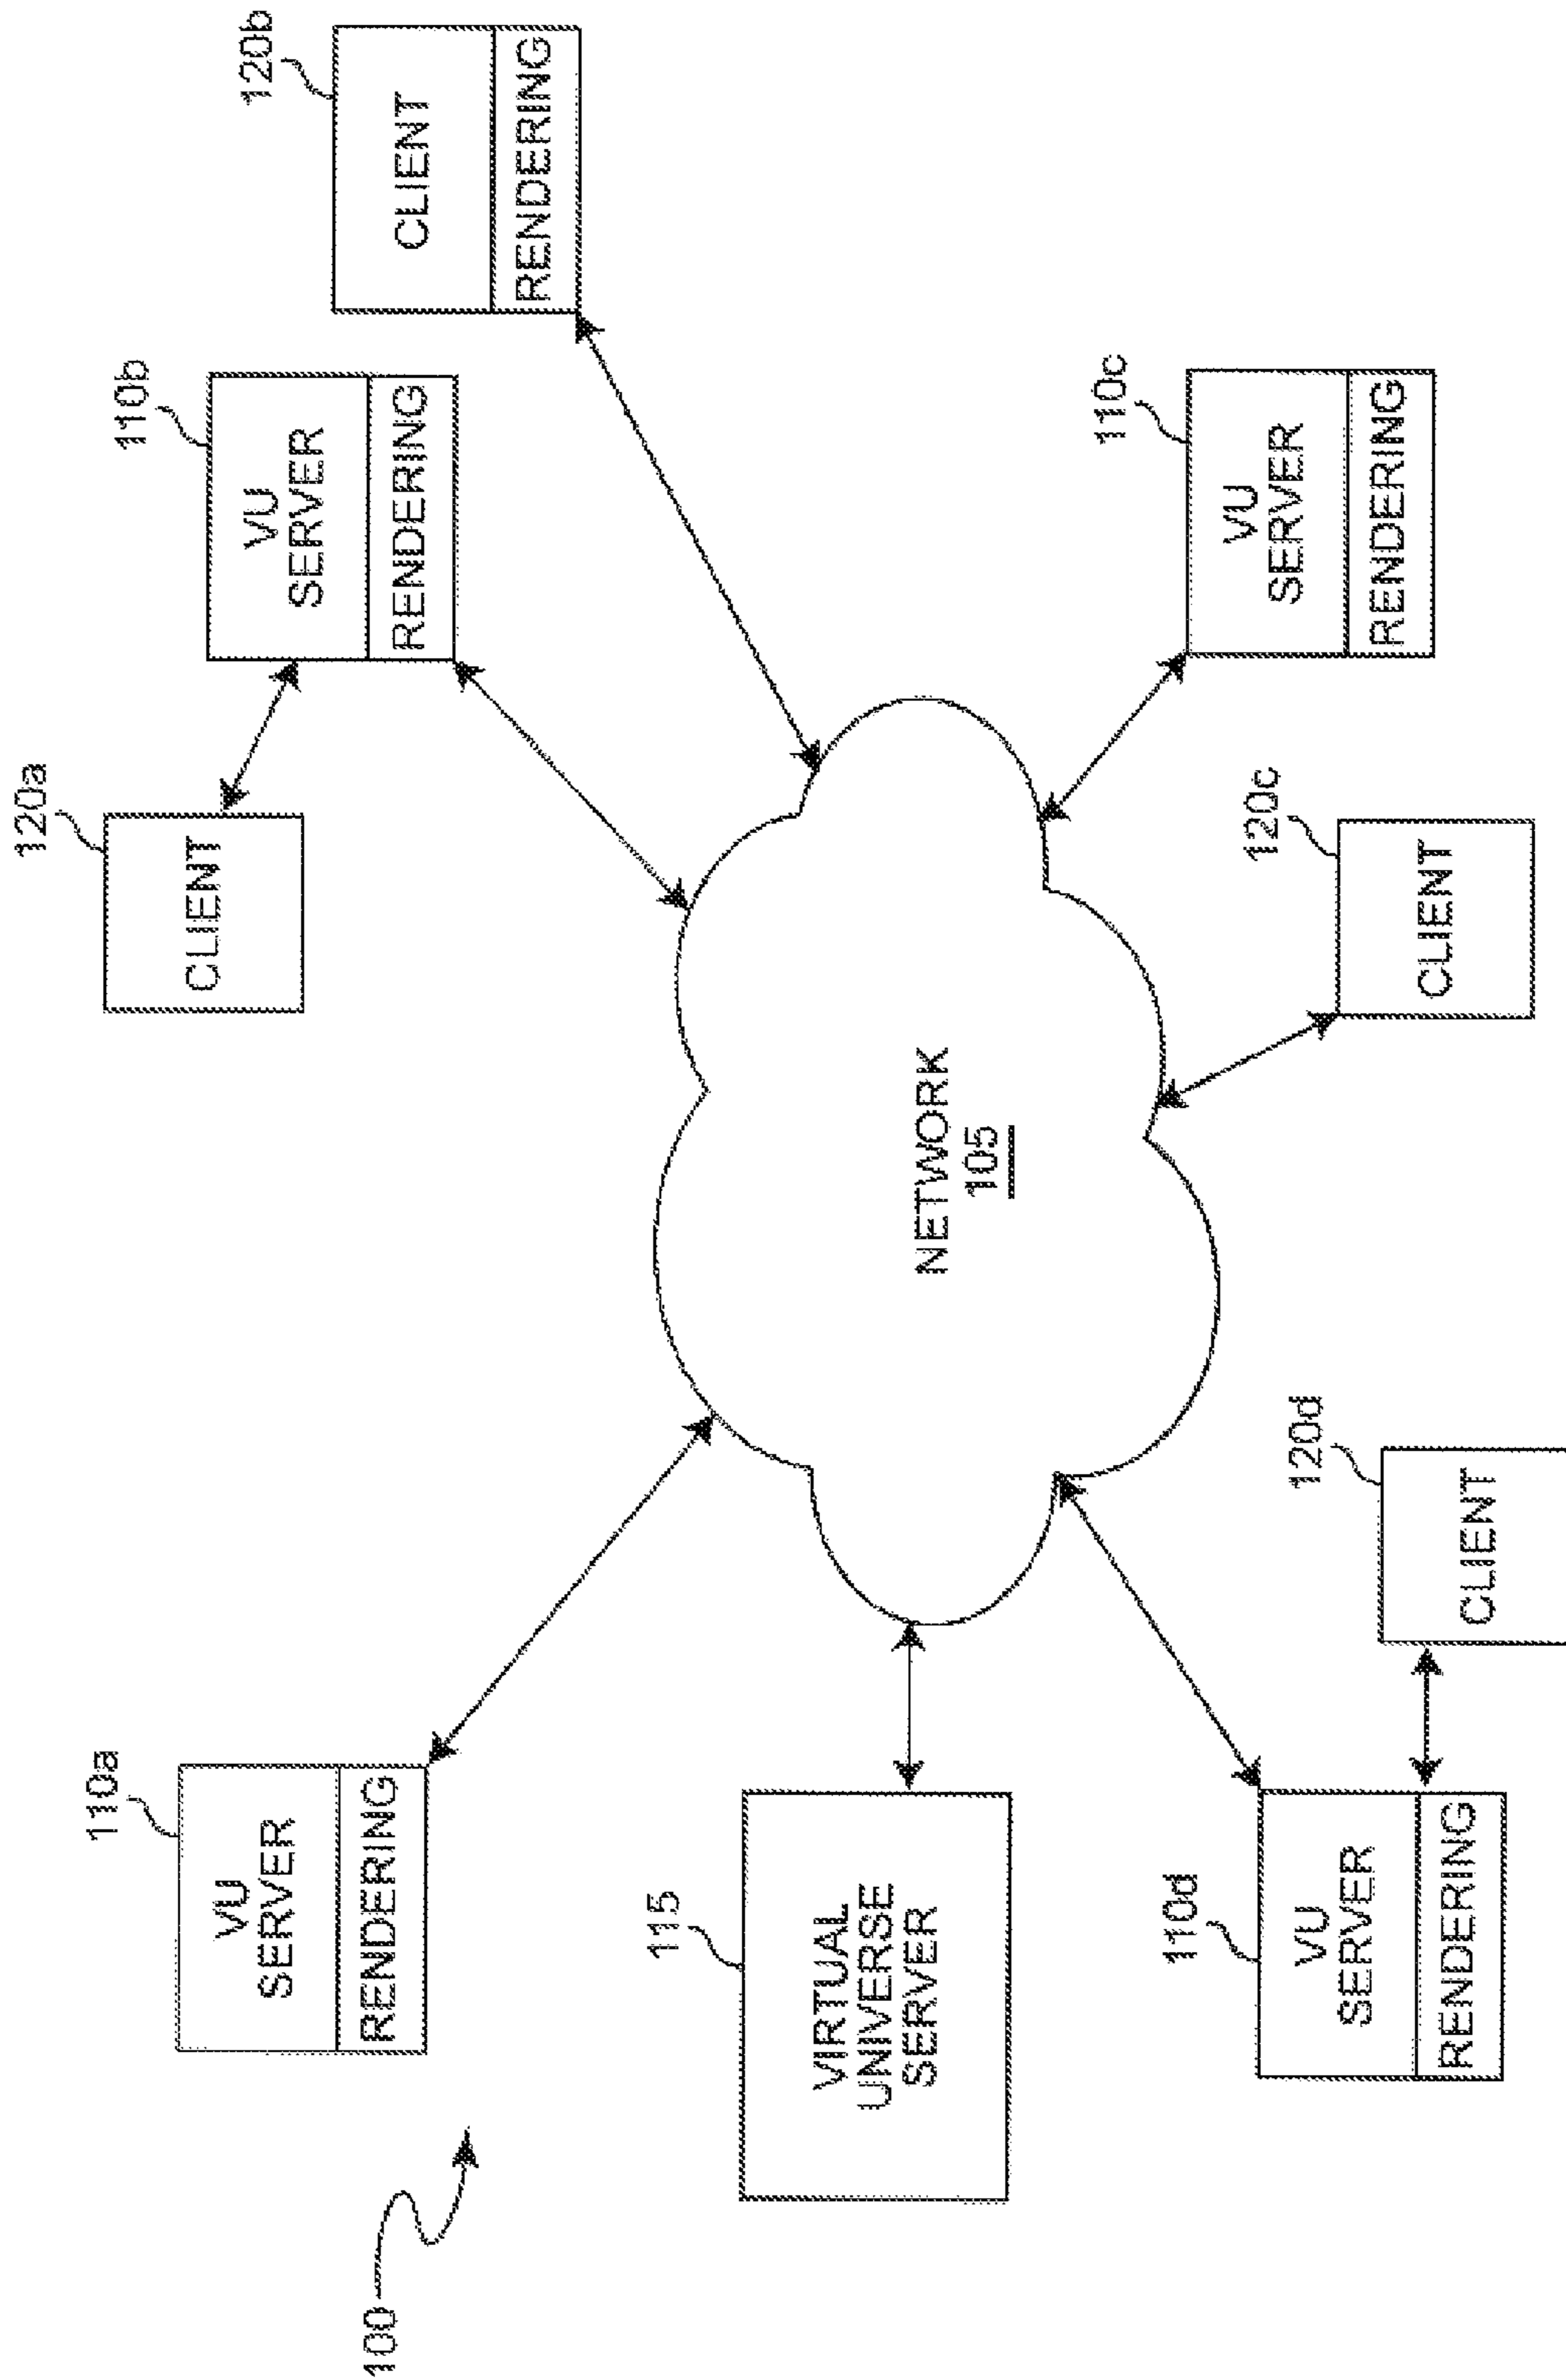 100
110a
VU
SERVER
RENDERING
120a
CLIENT
110b
VU
SERVER
RENDERING
120b
CLIENT
RENDERING
115
VIRTUAL
UNIVERSE
SERVER
NETWORK
105
110d
VU
SERVER
RENDERING
120d
CLIENT
120c
CLIENT
110c
VU
SERVER
RENDERING